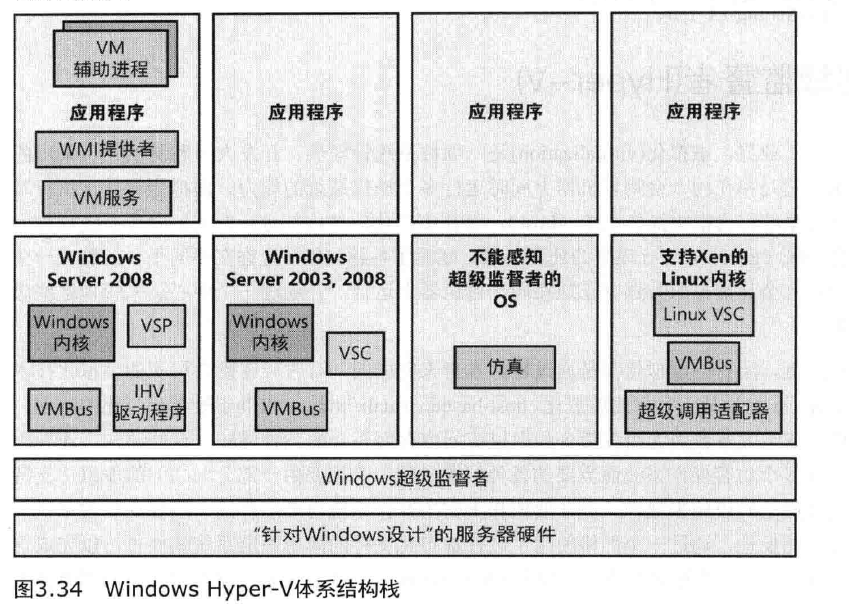 VM
辅助进程
应用程序
WMI提供者
VM服务
应用程序
应用程序
应用程序
Windows
Server 2008
Windows
内核
VSP
VMBus
IHV
驱动程序
Windows
Server 2003, 2008
Windows
内核
VSC
VMBus
不能感知
超级监督者的
OS
仿真
支持Xen的
Linux内核
Linux VSC
VMBus
超级调用适配器
Windows超级监督者
“针对Windows设计”的服务器硬件
图3.34 Windows Hyper-V体系结构栈